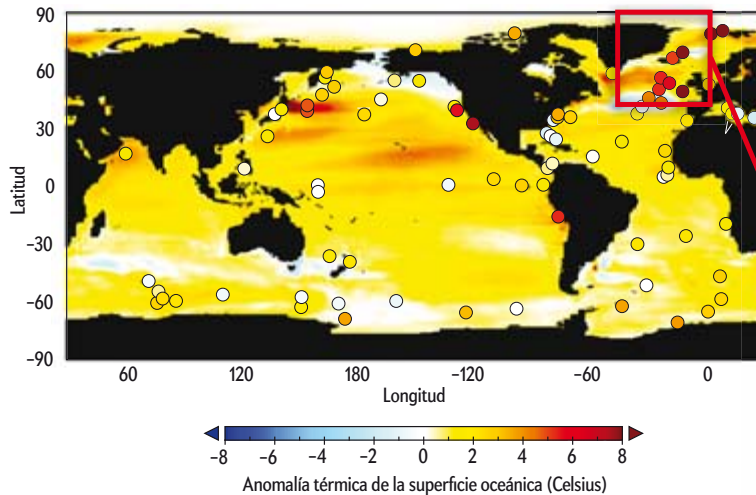 90
60
30
0
−30
−60
−90
Latitud
60 120 180 −120 −60 0
Longitud
−8 −6 −4 −2 0 2 4 6 8
Anomalía térmica de la superficie oceánica (Celsius)